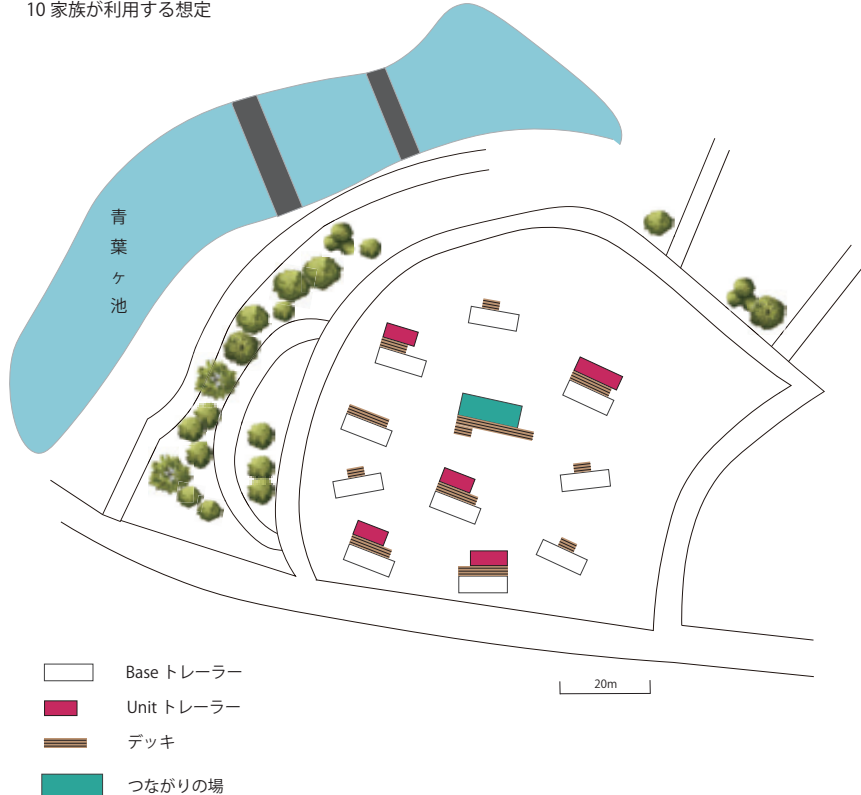 10 家族が利用する想定
青葉ヶ池
20m
Base トレーラー
Unit トレーラー
デッキ
つながりの場